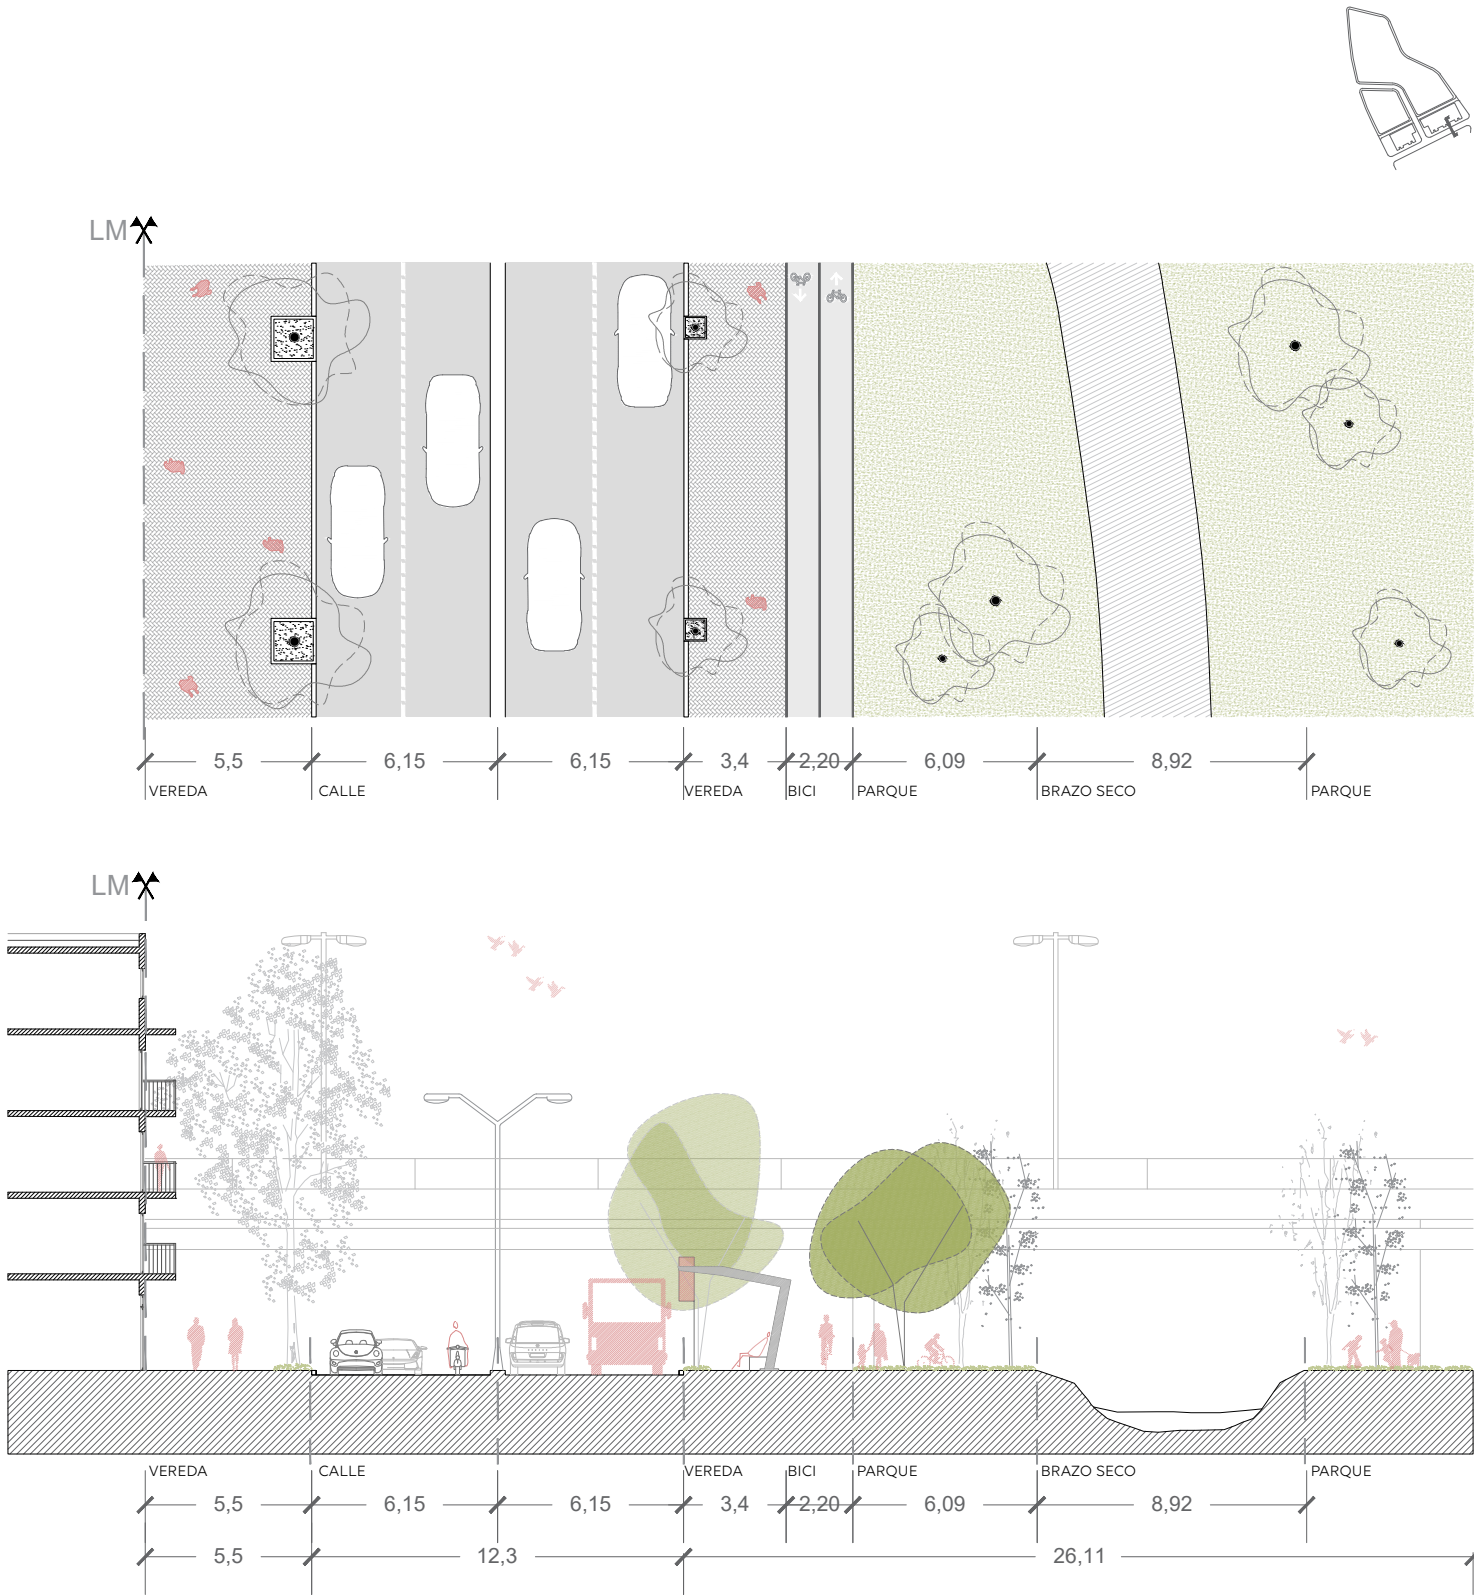 LM
5,5 6,15 6,15 3,4 2,20 6,09 8,92
VEREDA CALLE VEREDA BICI PARQUE BRAZO SECO PARQUE
LM
VEREDA CALLE VEREDA BICI PARQUE BRAZO SECO PARQUE
5,5 6,15 6,15 3,4 2,20 6,09 8,92
5,5 12,3 26,11